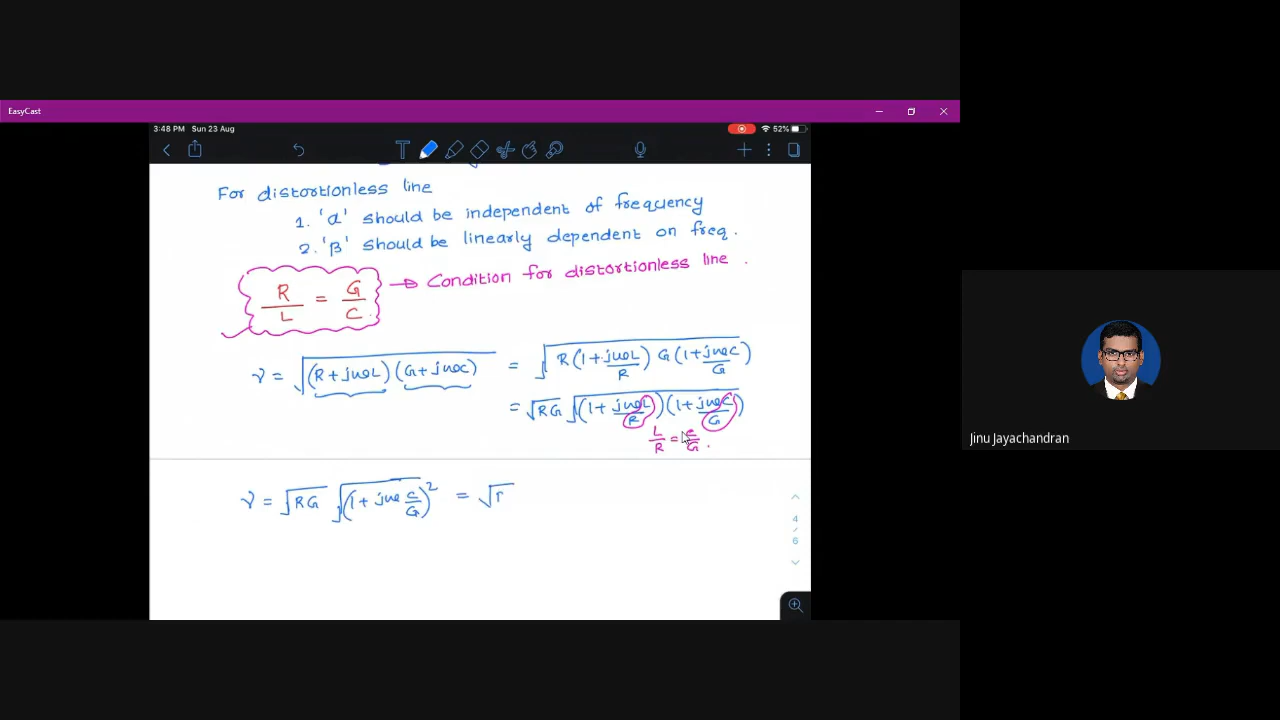 EasyCast
3:48 PM Sun 23 Aug
52%
For distortionless line
1. 'α' should be independent of frequency
2. 'β' should be linearly dependent on freq.
R/L = G/C → Condition for distortionless line.
γ = √(R+jωL)(G+jωC) = √R(1+jωL/R) G(1+jωC/G)
= √RG √(1+jωL/R)(1+jωC/G)
L/R = C/G.
γ = √RG √(1+jω C/G)² = √r
4
6
Jinu Jayachandran